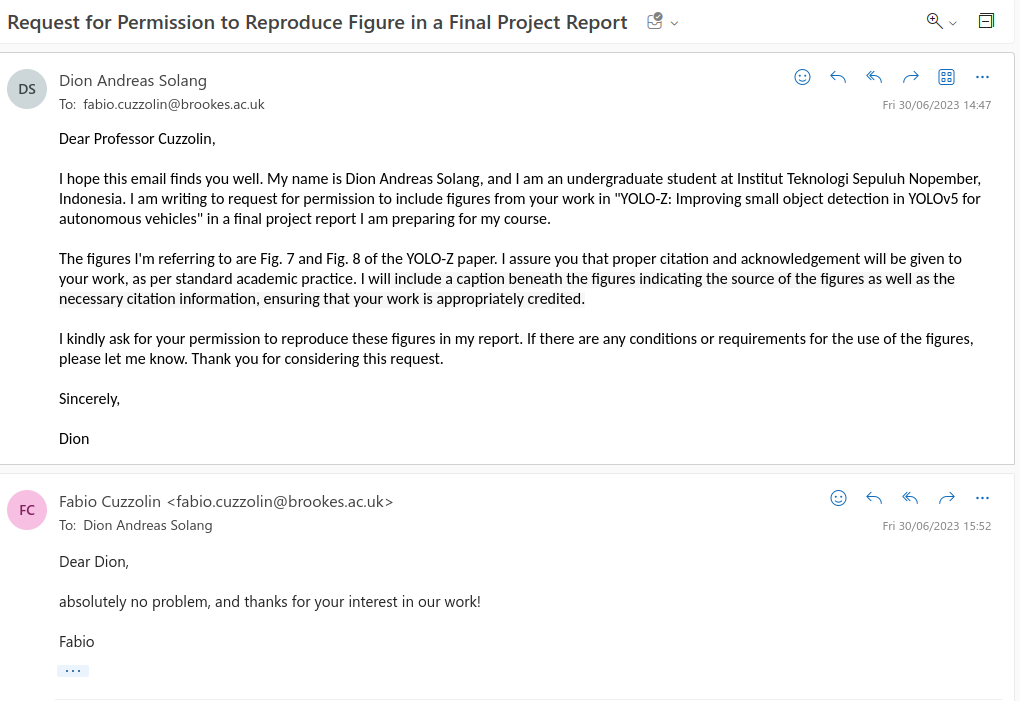 Request for Permission to Reproduce Figure in a Final Project Report
DS
Dion Andreas Solang
To: fabio.cuzzolin@brookes.ac.uk
Fri 30/06/2023 14:47
Dear Professor Cuzzolin,
I hope this email finds you well. My name is Dion Andreas Solang, and I am an undergraduate student at Institut Teknologi Sepuluh Nopember,
Indonesia. I am writing to request for permission to include figures from your work in "YOLO-Z: Improving small object detection in YOLOv5 for
autonomous vehicles" in a final project report I am preparing for my course.
The figures I'm referring to are Fig. 7 and Fig. 8 of the YOLO-Z paper. I assure you that proper citation and acknowledgement will be given to
your work, as per standard academic practice. I will include a caption beneath the figures indicating the source of the figures as well as the
necessary citation information, ensuring that your work is appropriately credited.
I kindly ask for your permission to reproduce these figures in my report. If there are any conditions or requirements for the use of the figures,
please let me know. Thank you for considering this request.
Sincerely,
Dion
FC
Fabio Cuzzolin <fabio.cuzzolin@brookes.ac.uk>
To: Dion Andreas Solang
Fri 30/06/2023 15:52
Dear Dion,
absolutely no problem, and thanks for your interest in our work!
Fabio